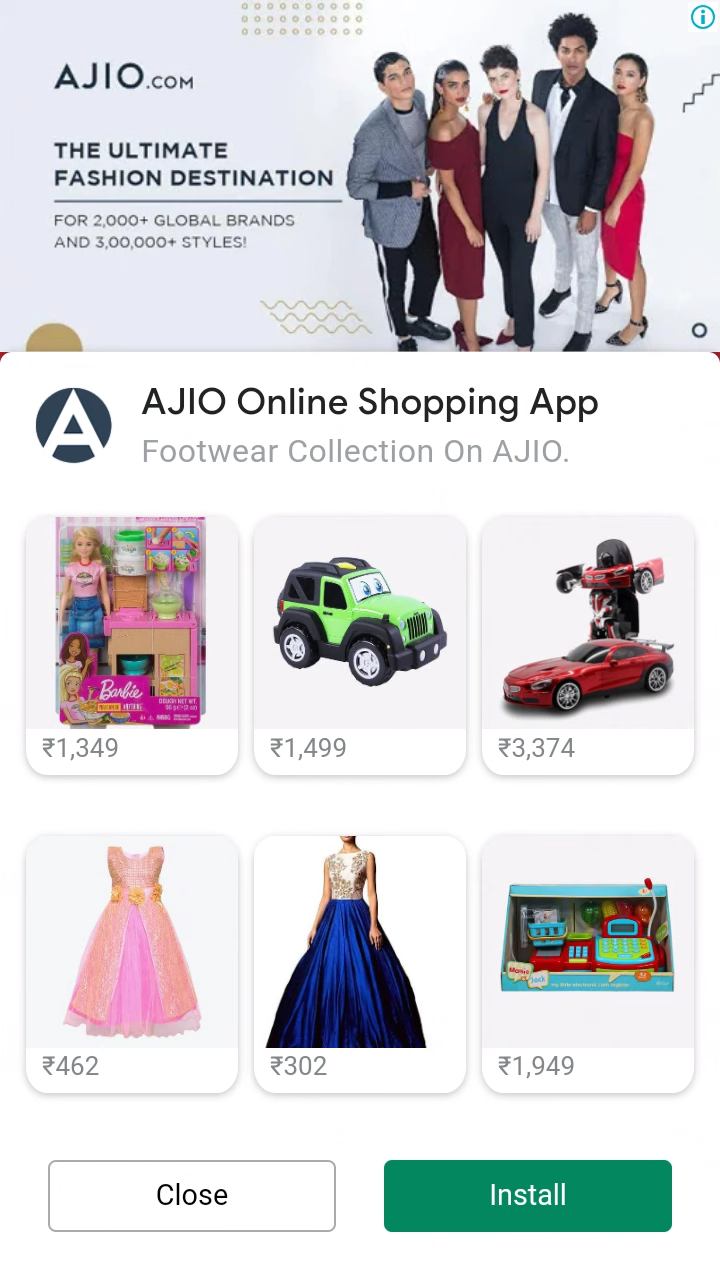 AJIO.COM
THE ULTIMATE
FASHION DESTINATION
FOR 2,000+ GLOBAL BRANDS
AND 3,00,000+ STYLES!
AJIO Online Shopping App
Footwear Collection On AJIO.
Barbie
₹1,349
₹1,499
₹3,374
₹462
₹302
₹1,949
Close
Install